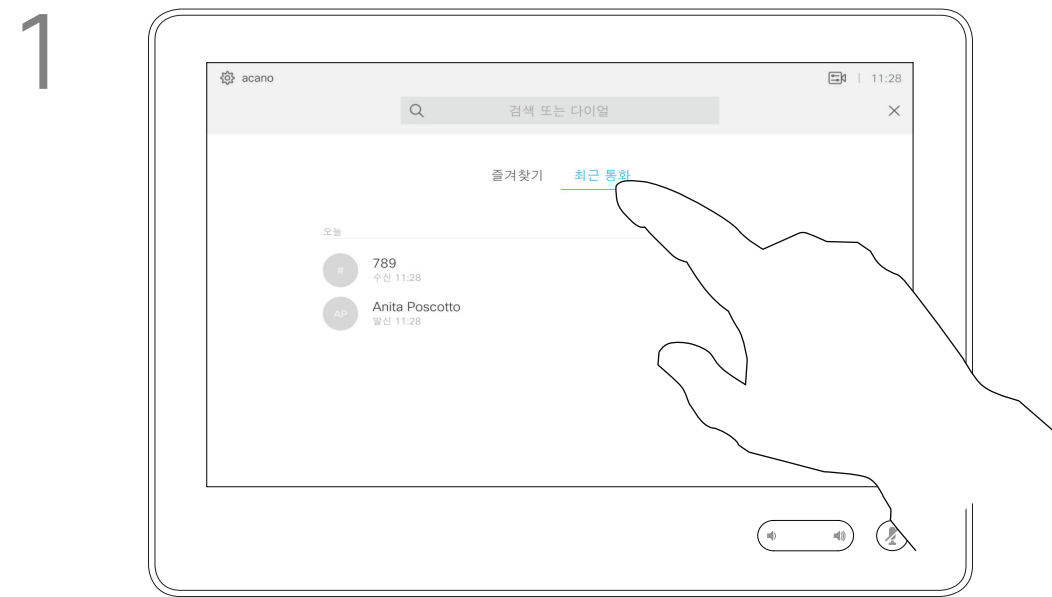 1
acano
11:28
검색 또는 다이얼
즐겨찾기 최근 통화
오늘
#
789
수신 11:28
AP
Anita Poscotto
발신 11:28